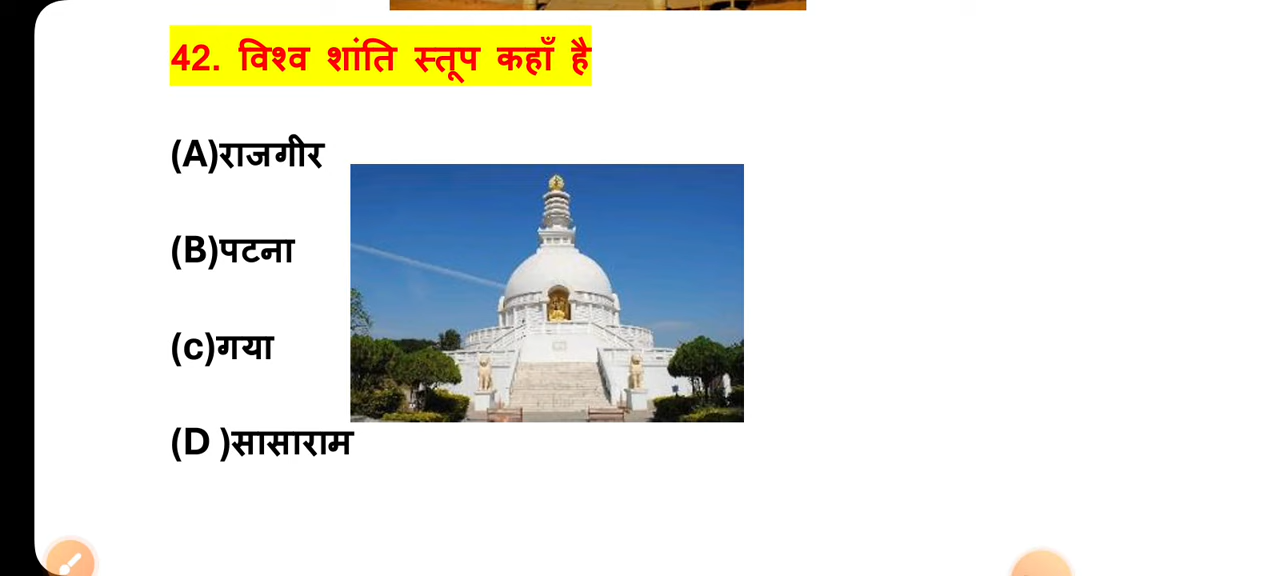 42. विश्व शांति स्तूप कहाँ है
(A)राजगीर
(B)पटना
(c)गया
(D )सासाराम